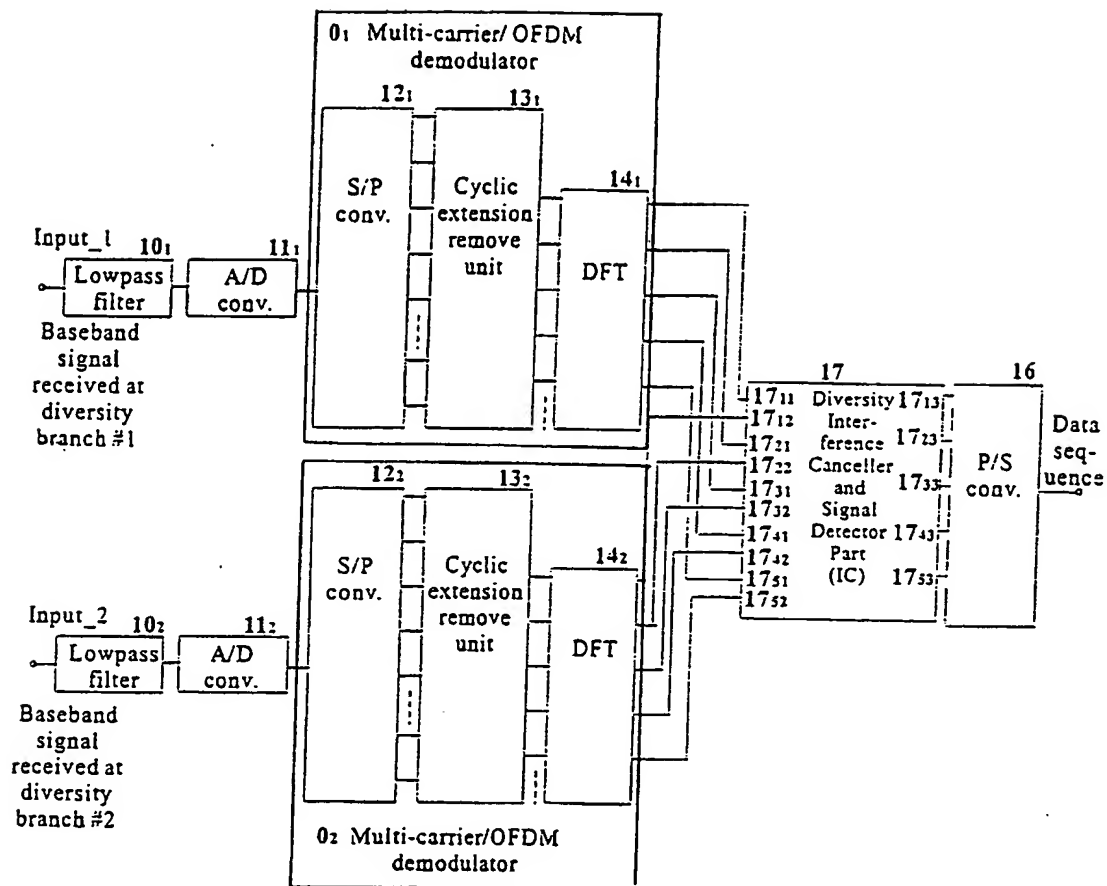 0₁ Multi-carrier/ OFDM
demodulator
12₁
13₁
S/P
conv.
Cyclic
extension
remove
unit
14₁
DFT
Input_1
10₁
11₁
Lowpass
filter
A/D
conv.
Baseband
signal
received at
diversity
branch #1
17
16
17₁₁ Diversity 17₁₃
17₁₂ Inter-
17₂₁ ference 17₂₃
17₂₂ Canceller
17₃₁ and 17₃₃
17₃₂ Signal
17₄₁ Detector 17₄₃
17₄₂ Part
17₅₁ (IC) 17₅₃
17₅₂
P/S
conv.
Data
seq-
uence
12₂
13₂
S/P
conv.
Cyclic
extension
remove
unit
14₂
DFT
Input_2
10₂
11₂
Lowpass
filter
A/D
conv.
Baseband
signal
received at
diversity
branch #2
0₂ Multi-carrier/OFDM
demodulator